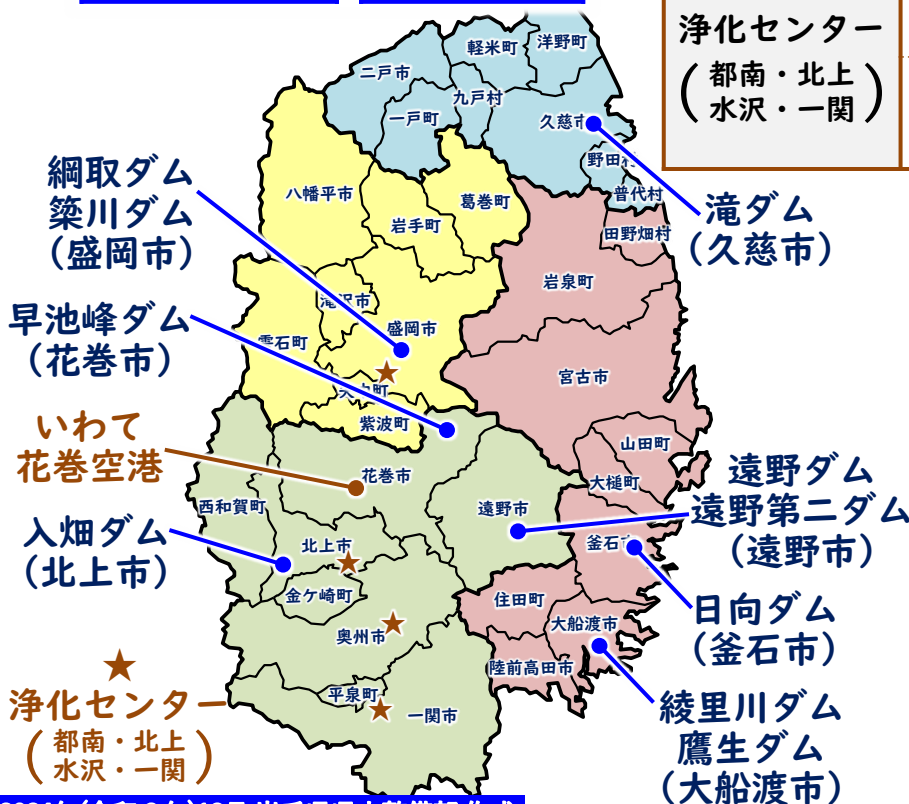 浄化センター
(都南・北上
水沢・一関)
洋野町
軽米町
二戸市
九戸村
一戸町
久慈市
野田村
普代村
綱取ダム
簗川ダム
(盛岡市)
八幡平市
葛巻町
岩手町
田野畑村
滝ダム
(久慈市)
岩泉町
滝沢市
盛岡市
早池峰ダム
(花巻市)
雫石町
矢巾町
紫波町
宮古市
いわて
花巻空港
山田町
大槌町
花巻市
西和賀町
遠野市
遠野ダム
遠野第二ダム
(遠野市)
入畑ダム
(北上市)
北上市
釜石市
金ケ崎町
住田町
大船渡市
日向ダム
(釜石市)
奥州市
陸前高田市
★
浄化センター
(都南・北上
水沢・一関)
平泉町
一関市
綾里川ダム
鷹生ダム
(大船渡市)